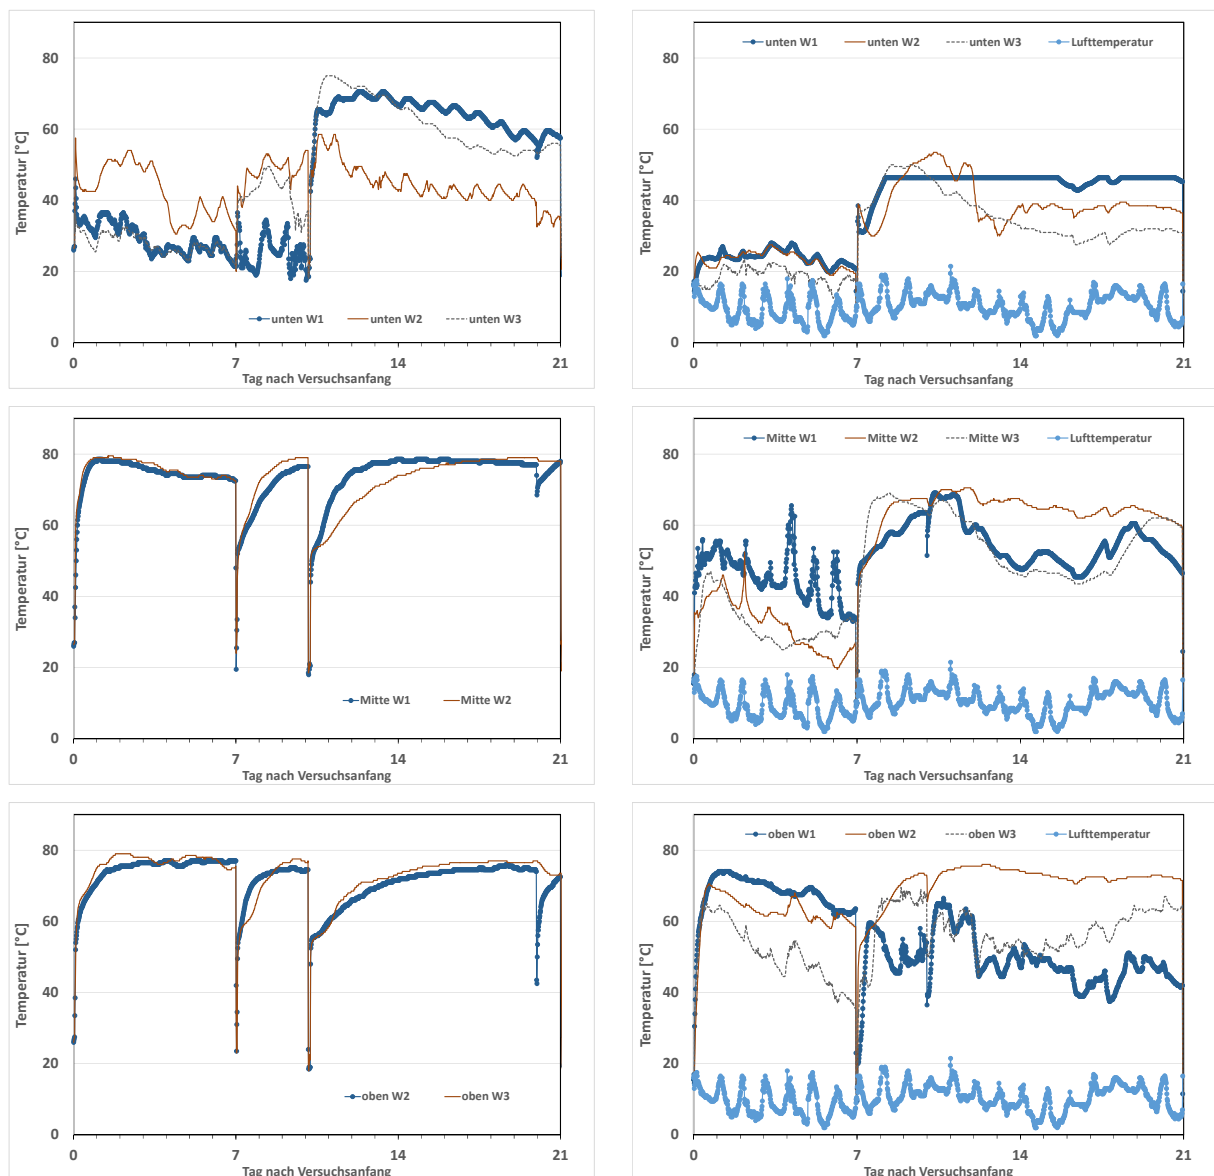 80
60
40
20
0
Temperatur [°C]
unten W1 unten W2 unten W3
0 7 14 21
Tag nach Versuchsanfang
unten W1 unten W2 unten W3 Lufttemperatur
80
60
40
20
0
Temperatur [°C]
0 7 14 21
Tag nach Versuchsanfang
80
60
40
20
0
Temperatur [°C]
Mitte W1 Mitte W2
0 7 14 21
Tag nach Versuchsanfang
Mitte W1 Mitte W2 Mitte W3 Lufttemperatur
80
60
40
20
0
Temperatur [°C]
0 7 14 21
Tag nach Versuchsanfang
80
60
40
20
0
Temperatur [°C]
oben W2 oben W3
0 7 14 21
Tag nach Versuchsanfang
oben W1 oben W2 oben W3 Lufttemperatur
80
60
40
20
0
Temperatur [°C]
0 7 14 21
Tag nach Versuchsanfang